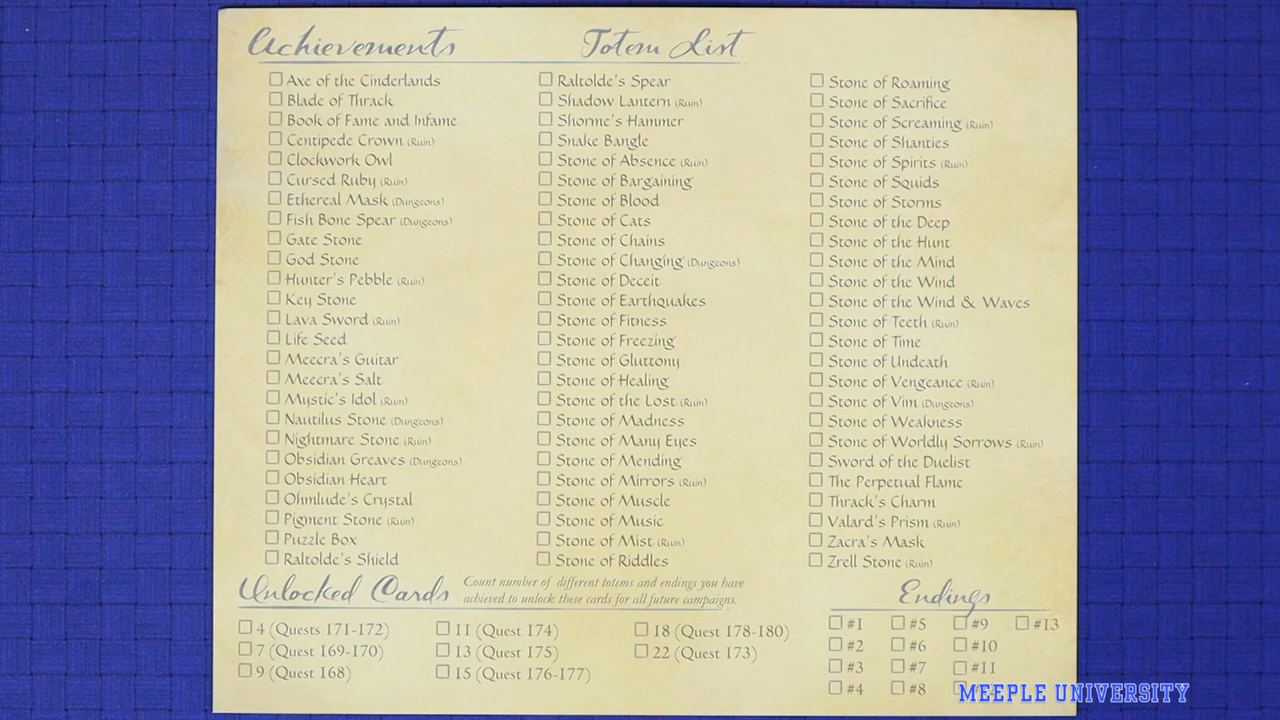 Achievements Totem List
Axe of the Cinderlands
Blade of Thrack
Book of Fame and Infame
Centipede Crown (Ruin)
Clockwork Owl
Cursed Ruby (Ruin)
Ethereal Mask (Dungeons)
Fish Bone Spear (Dungeons)
Gate Stone
God Stone
Hunter's Pebble (Ruin)
Key Stone
Lava Sword (Ruin)
Life Seed
Meecra's Guitar
Meecra's Salt
Mystic's Idol (Ruin)
Nautilus Stone (Dungeons)
Nightmare Stone (Ruin)
Obsidian Greaves (Dungeons)
Obsidian Heart
Ohmlude's Crystal
Pigment Stone (Ruin)
Puzzle Box
Raltolde's Shield
Raltolde's Spear
Shadow Lantern (Ruin)
Shorme's Hammer
Snake Bangle
Stone of Absence (Ruin)
Stone of Bargaining
Stone of Blood
Stone of Cats
Stone of Chains
Stone of Changing (Dungeons)
Stone of Deceit
Stone of Earthquakes
Stone of Fitness
Stone of Freezing
Stone of Gluttony
Stone of Healing
Stone of the Lost (Ruin)
Stone of Madness
Stone of Many Eyes
Stone of Mending
Stone of Mirrors (Ruin)
Stone of Muscle
Stone of Music
Stone of Mist (Ruin)
Stone of Riddles
Stone of Roaming
Stone of Sacrifice
Stone of Screaming (Ruin)
Stone of Shanties
Stone of Spirits (Ruin)
Stone of Squids
Stone of Storms
Stone of the Deep
Stone of the Hunt
Stone of the Mind
Stone of the Wind
Stone of the Wind & Waves
Stone of Teeth (Ruin)
Stone of Time
Stone of Undeath
Stone of Vengeance (Ruin)
Stone of Vim (Dungeons)
Stone of Weakness
Stone of Worldly Sorrows (Ruin)
Sword of the Duelist
The Perpetual Flame
Thrack's Charm
Valard's Prism (Ruin)
Zacra's Mask
Zrell Stone (Ruin)
Unlocked Cards
Count number of different totems and endings you have
achieved to unlock these cards for all future campaigns.
4 (Quests 171-172)
7 (Quest 169-170)
9 (Quest 168)
11 (Quest 174)
13 (Quest 175)
15 (Quest 176-177)
18 (Quest 178-180)
22 (Quest 173)
Endings
#1 #5 #9 #13
#2 #6 #10
#3 #7 #11
#4 #8
MEEPLE UNIVERSITY